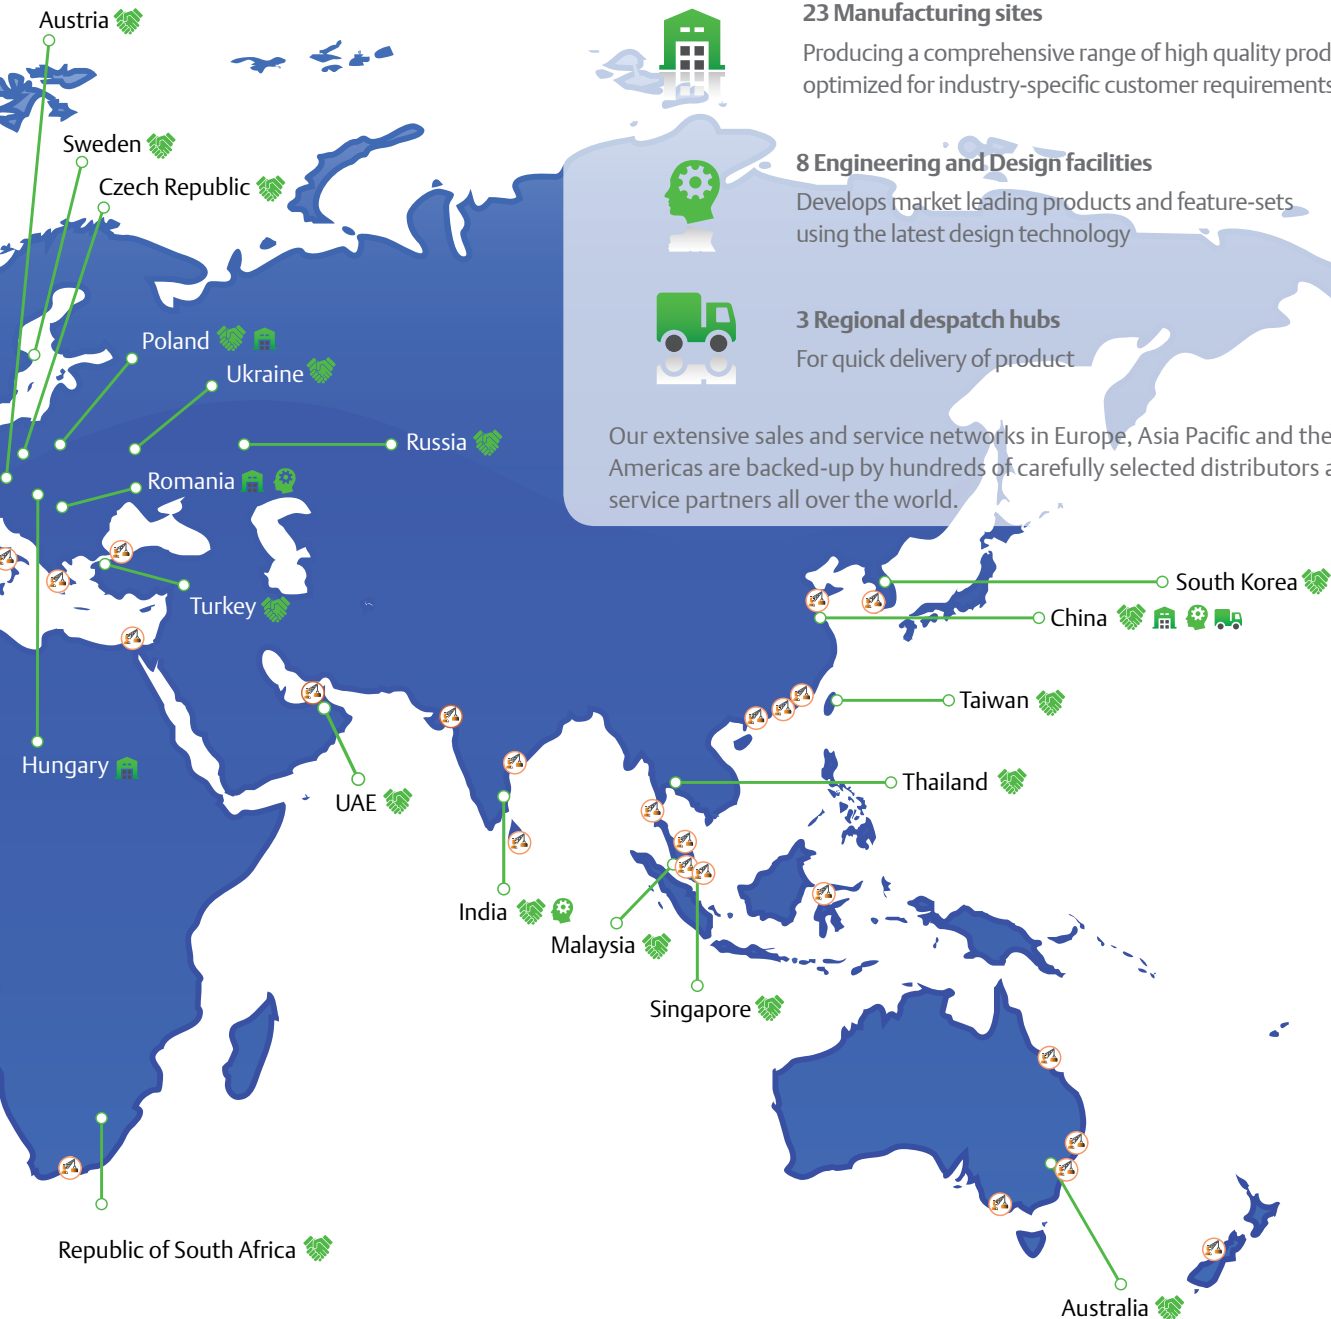 Austria
23 Manufacturing sites
Producing a comprehensive range of high quality prod
optimized for industry-specific customer requirements
Sweden
Czech Republic
8 Engineering and Design facilities
Develops market leading products and feature-sets
using the latest design technology
3 Regional despatch hubs
For quick delivery of product
Poland
Ukraine
Russia
Our extensive sales and service networks in Europe, Asia Pacific and the
Americas are backed-up by hundreds of carefully selected distributors a
service partners all over the world.
Romania
Turkey
South Korea
China
Taiwan
Hungary
UAE
Thailand
India
Malaysia
Singapore
Republic of South Africa
Australia